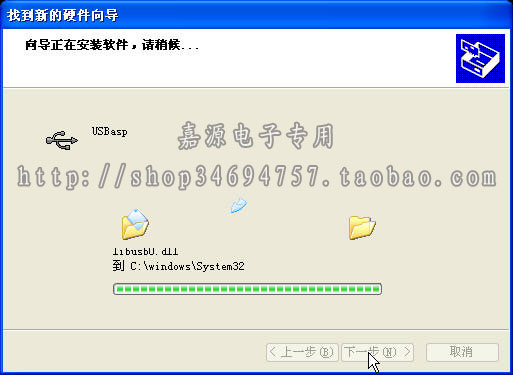 找到新的硬件向导
向导正在安装软件，请稍候...
USBasp
嘉源电子专用
http://shop34694757.taobao.com
libusb0.dll
到 C:\windows\System32
< 上一步(B)
下一步(N) >
取消